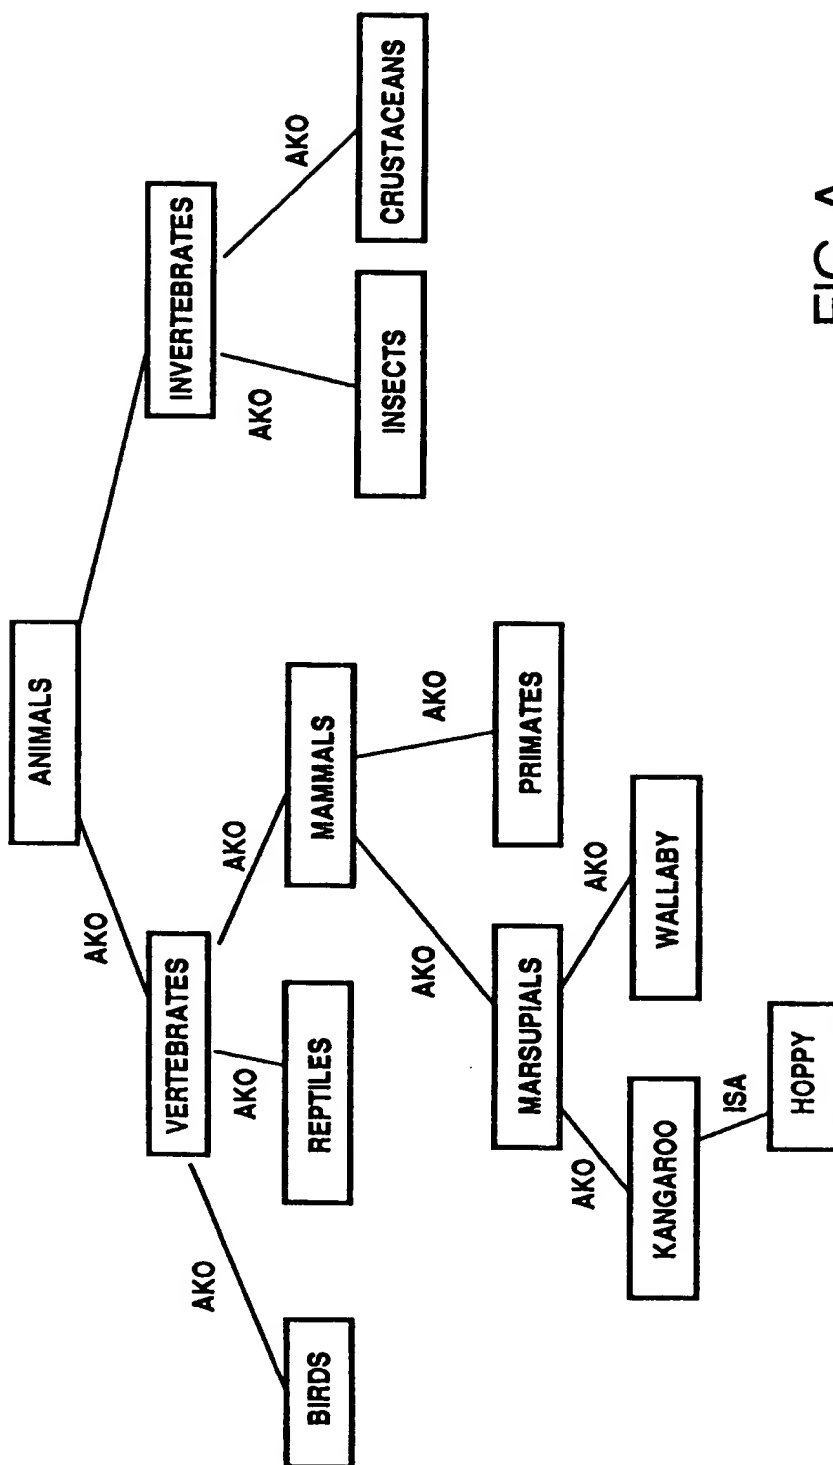 ANIMALS
AKO
VERTEBRATES
INVERTEBRATES
AKO
AKO
AKO
AKO
AKO
BIRDS
REPTILES
MAMMALS
INSECTS
CRUSTACEANS
AKO
AKO
MARSUPIALS
PRIMATES
AKO
AKO
KANGAROO
WALLABY
ISA
HOPPY